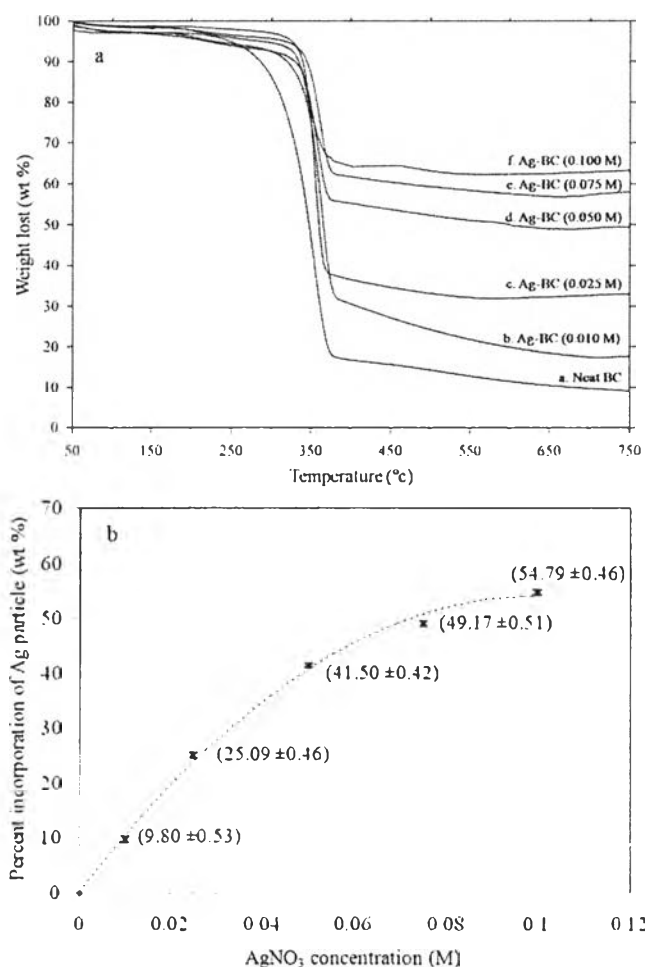 100
90
80
70
60
50
40
30
20
10
0
a
Weight lost (wt %)
f. Ag-BC (0.100 M)
e. Ag-BC (0.075 M)
d. Ag-BC (0.050 M)
c. Ag-BC (0.025 M)
b. Ag-BC (0.010 M)
a. Neat BC
50 150 250 350 450 550 650 750
Temperature (°c)
70
60
50
40
30
20
10
0
b
Percent incorporation of Ag particle (wt %)
(54.79 ±0.46)
(49.17 ±0.51)
(41.50 ±0.42)
(25.09 ±0.46)
(9.80 ±0.53)
0 0.02 0 04 0.06 0 08 0 1 0 12
AgNO₃ concentration (M)